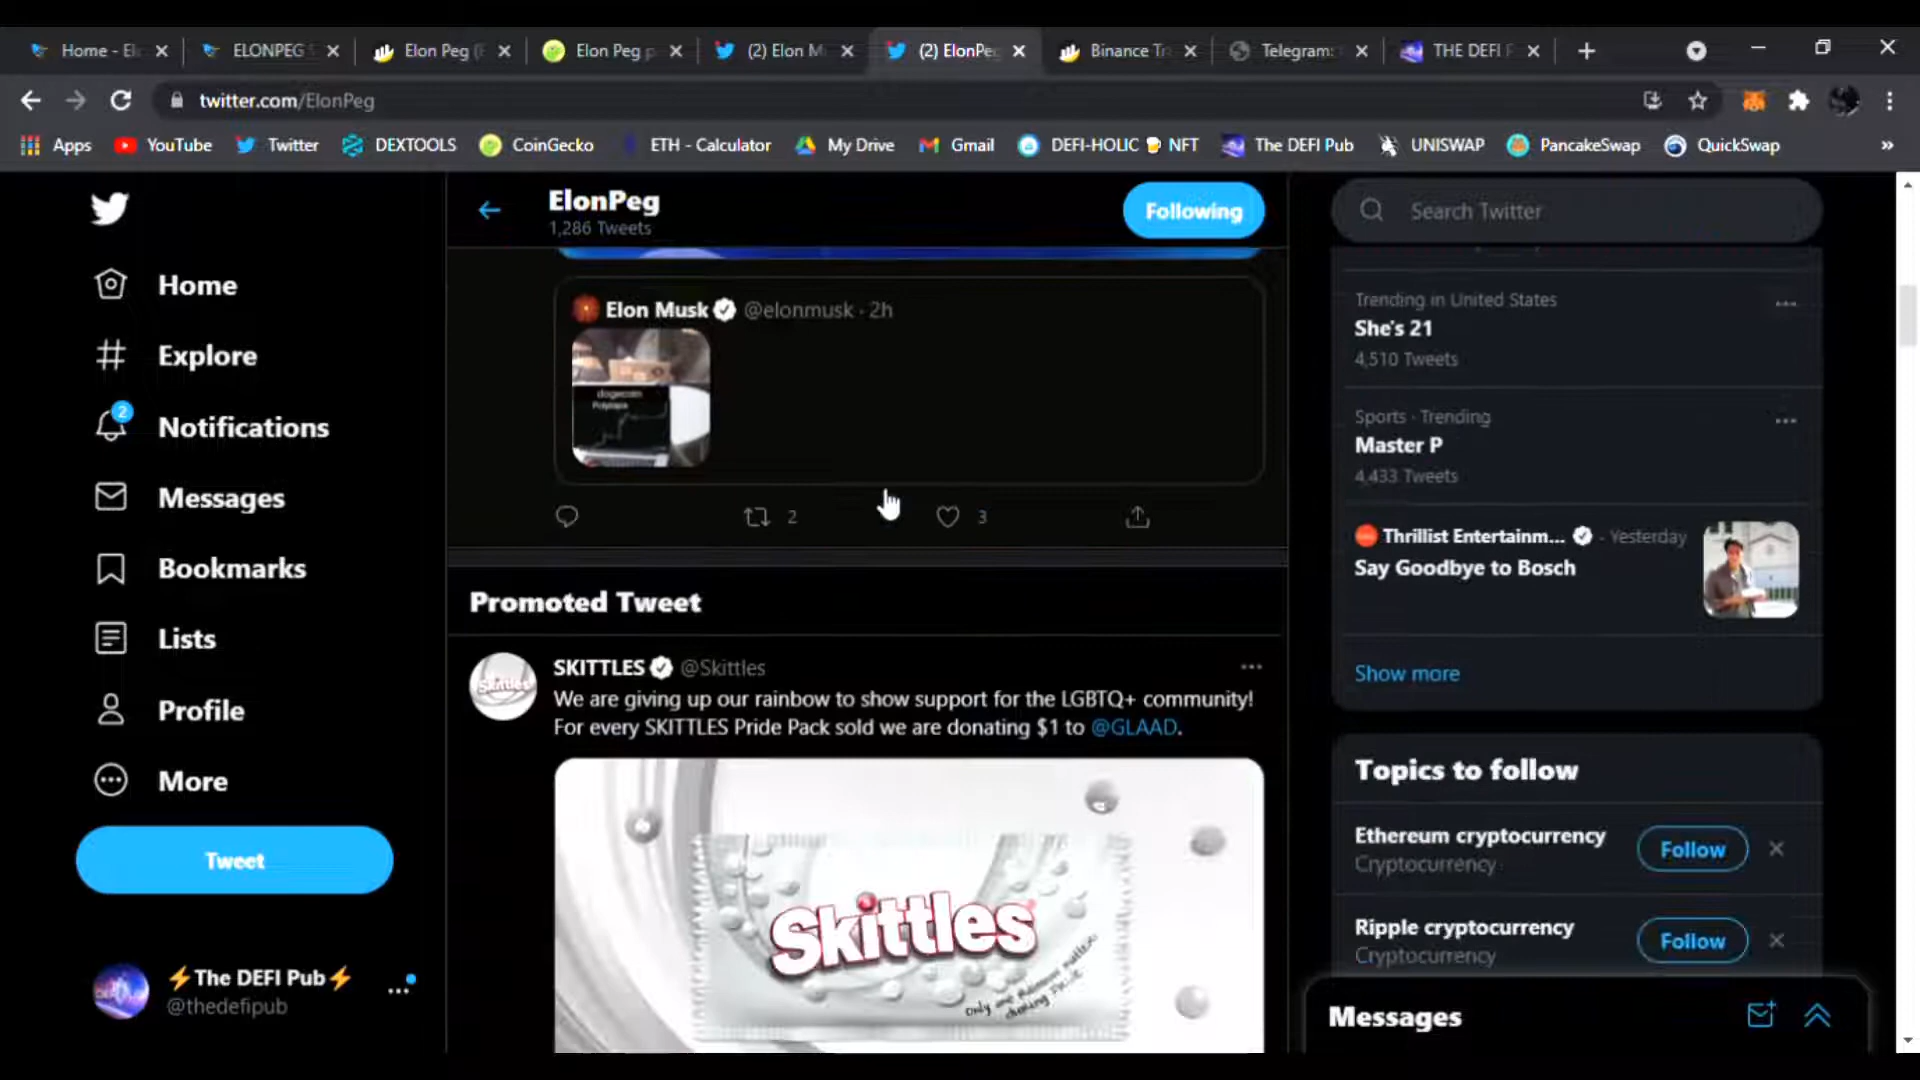 Home - El
ELONPEG
Elon Peg (
Elon Peg p
(2) Elon M
(2) ElonPeg
Binance Tr
Telegram:
THE DEFI P
twitter.com/ElonPeg
Apps
YouTube
Twitter
DEXTOOLS
CoinGecko
ETH - Calculator
My Drive
Gmail
DEFI-HOLIC 🍺 NFT
The DEFI Pub
UNISWAP
PancakeSwap
QuickSwap
»
Home
Explore
2
Notifications
Messages
Bookmarks
Lists
Profile
More
Tweet
⚡The DEFI Pub⚡
@thedefipub
ElonPeg
1,286 Tweets
Following
Elon Musk @elonmusk · 2h
dogecoin
2
3
Promoted Tweet
SKITTLES @Skittles
We are giving up our rainbow to show support for the LGBTQ+ community!
For every SKITTLES Pride Pack sold we are donating $1 to @GLAAD.
Skittles
Search Twitter
Trending in United States
She's 21
4,510 Tweets
Sports · Trending
Master P
4,433 Tweets
Thrillist Entertainm... · Yesterday
Say Goodbye to Bosch
Show more
Topics to follow
Ethereum cryptocurrency
Cryptocurrency
Follow
Ripple cryptocurrency
Cryptocurrency
Follow
Messages